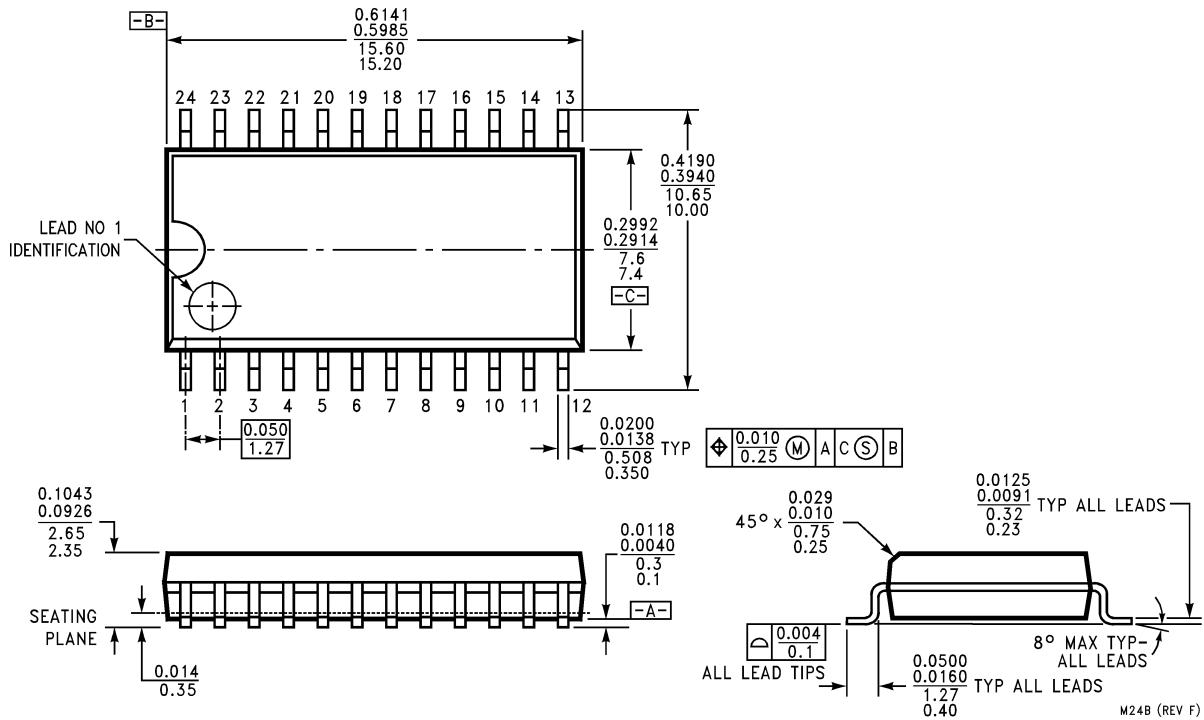 -B-
0.6141
0.5985
15.60
15.20
24 23 22 21 20 19 18 17 16 15 14 13
0.4190
0.3940
10.65
10.00
LEAD NO 1
IDENTIFICATION
0.2992
0.2914
7.6
7.4
-C-
1 2 3 4 5 6 7 8 9 10 11 12
0.050
1.27
0.0200
0.0138
0.508
0.350
TYP
⌖ 0.010 Ⓜ A C Ⓢ B
0.25
0.1043
0.0926
2.65
2.35
0.0118
0.0040
0.3
0.1
-A-
SEATING
PLANE
0.014
0.35
45° x
0.029
0.010
0.75
0.25
0.0125
0.0091
0.32
0.23
TYP ALL LEADS
0.004
0.1
ALL LEAD TIPS
8° MAX TYP-
ALL LEADS
0.0500
0.0160
1.27
0.40
TYP ALL LEADS
M24B (REV F)